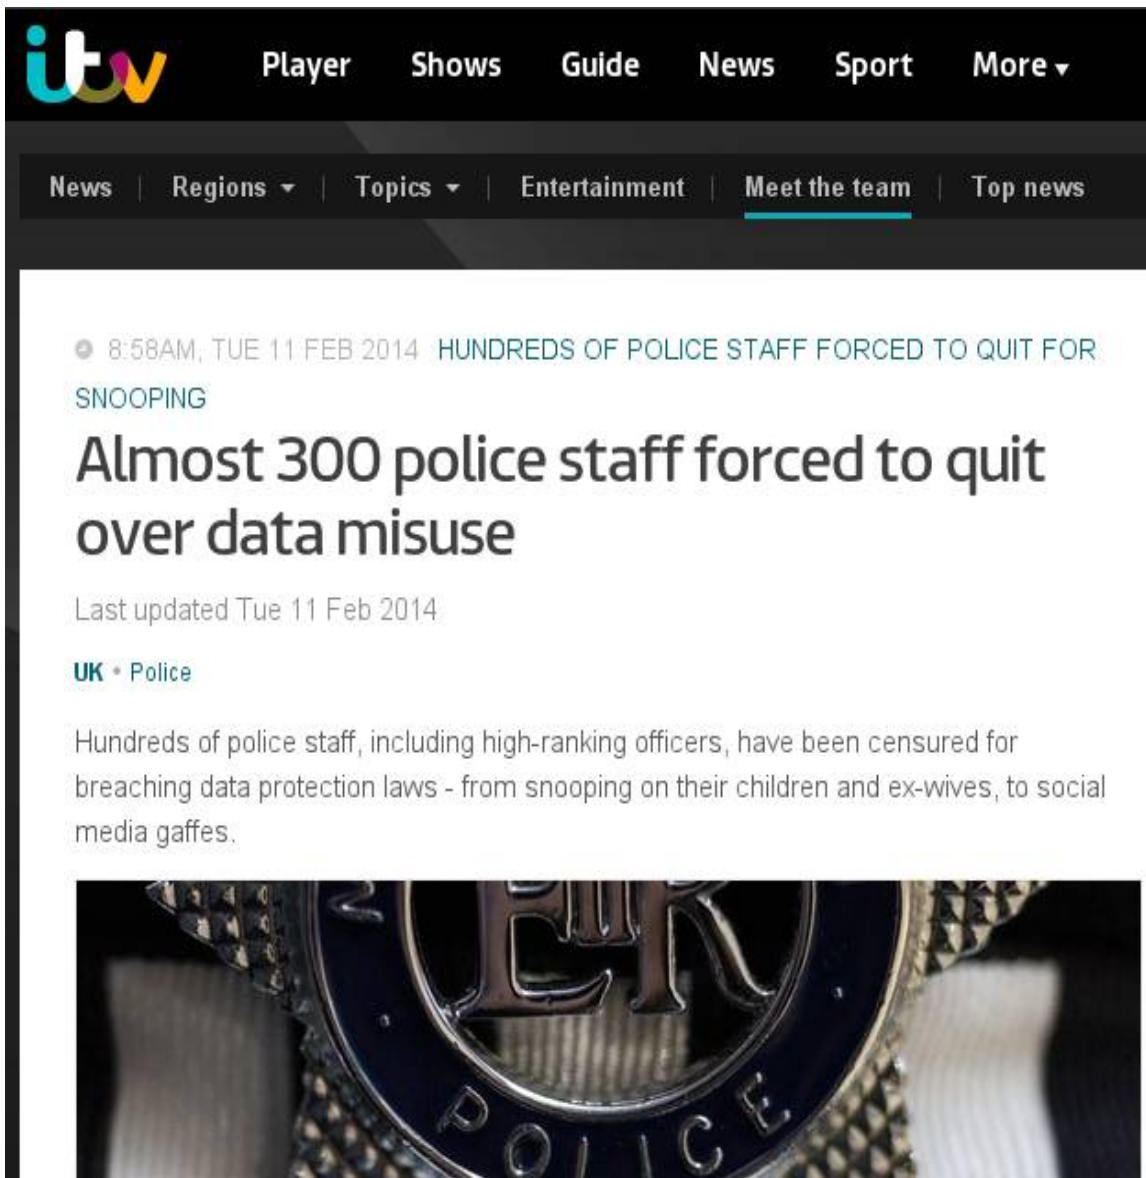 itv
Player Shows Guide News Sport More
News Regions Topics Entertainment Meet the team Top news
8:58AM, TUE 11 FEB 2014 HUNDREDS OF POLICE STAFF FORCED TO QUIT FOR
SNOOPING
Almost 300 police staff forced to quit
over data misuse
Last updated Tue 11 Feb 2014
UK • Police
Hundreds of police staff, including high-ranking officers, have been censured for
breaching data protection laws - from snooping on their children and ex-wives, to social
media gaffes.
EIIR
POLICE